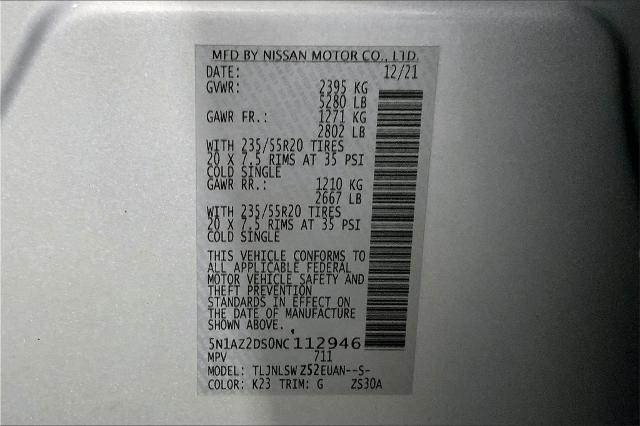 MFD BY NISSAN MOTOR CO., LTD.
DATE: 12/21
GVWR: 2395 KG
5280 LB
GAWR FR.: 1271 KG
2802 LB
WITH 235/55R20 TIRES
20 X 7.5 RIMS AT 35 PSI
COLD SINGLE
GAWR RR.: 1210 KG
2667 LB
WITH 235/55R20 TIRES
20 X 7.5 RIMS AT 35 PSI
COLD SINGLE
THIS VEHICLE CONFORMS TO
ALL APPLICABLE FEDERAL
MOTOR VEHICLE SAFETY AND
THEFT PREVENTION
STANDARDS IN EFFECT ON
THE DATE OF MANUFACTURE
SHOWN ABOVE.
5N1AZ2DS0NC112946
MPV 711
MODEL: TLJNLSWZ52EUAN--S-
COLOR: K23 TRIM: G ZS30A